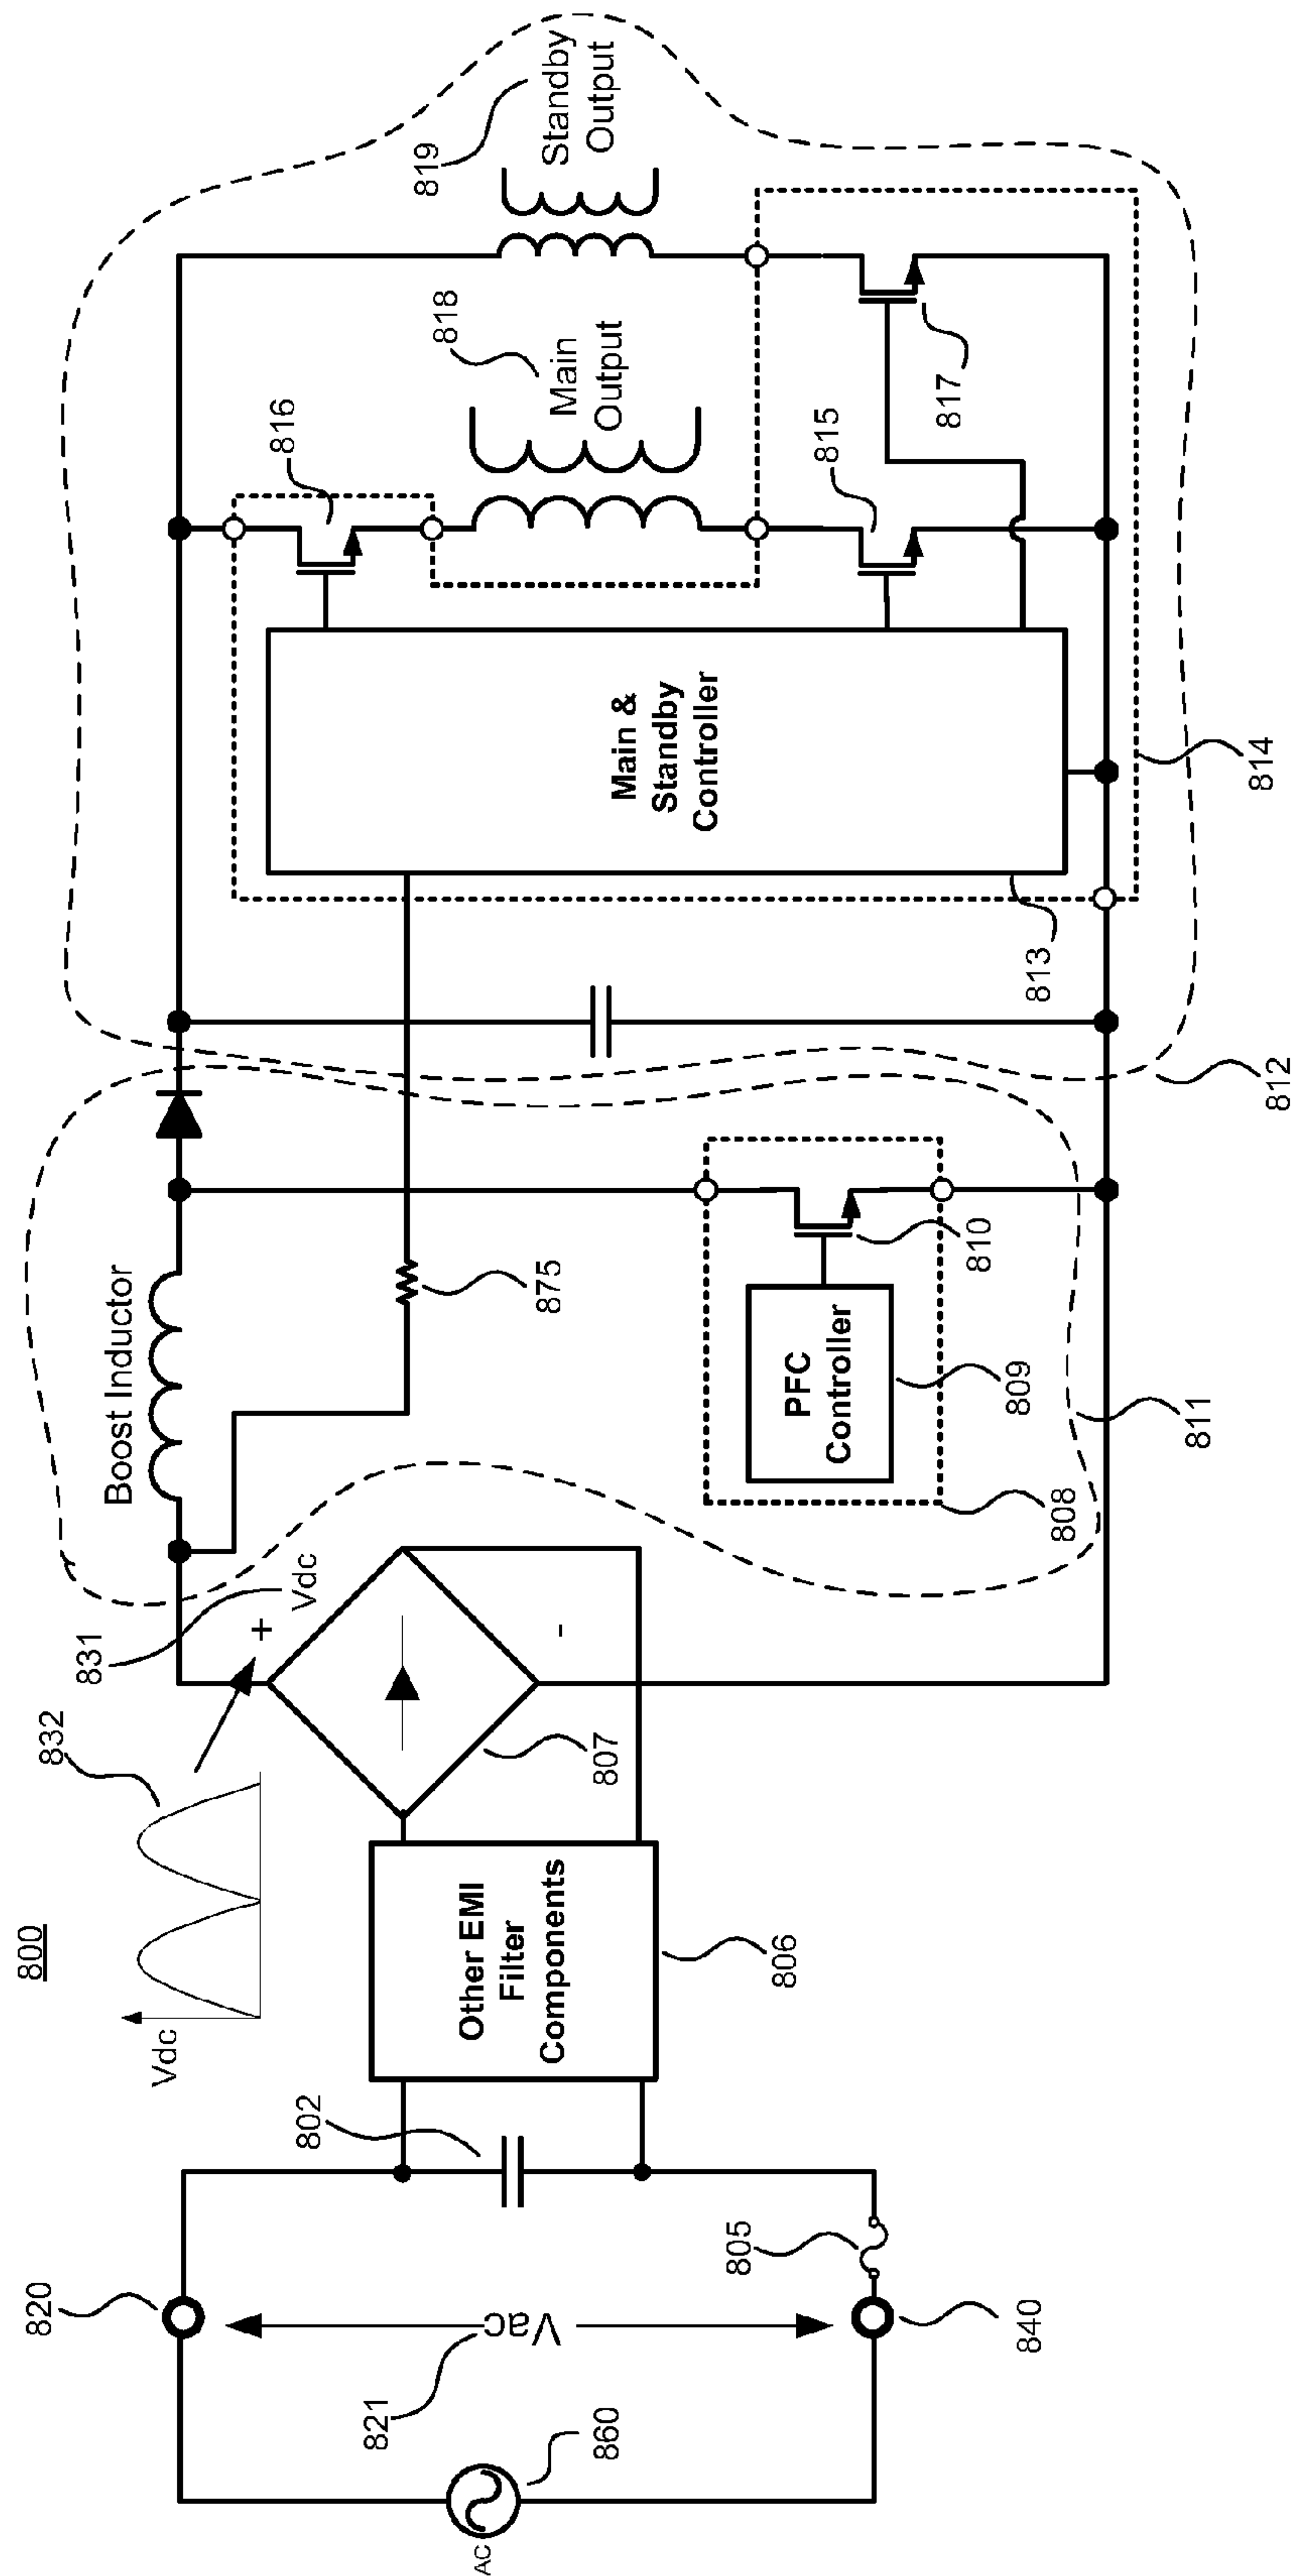 800
832
831
Vdc
Vdc
+
-
820
821
Vac
840
860
AC
802
805
Other EMI
Filter
Components
806
807
Boost Inductor
875
PFC
Controller
809
810
808
811
812
Main &
Standby
Controller
813
814
816
818
Main
Output
815
817
819
Standby
Output